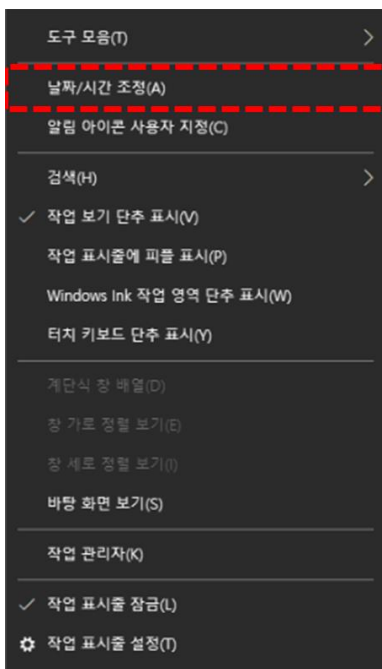 도구 모음(T)
날짜/시간 조정(A)
알림 아이콘 사용자 지정(C)
검색(H)
작업 보기 단추 표시(V)
작업 표시줄에 피플 표시(P)
Windows Ink 작업 영역 단추 표시(W)
터치 키보드 단추 표시(Y)
계단식 창 배열(D)
창 가로 정렬 보기(E)
창 세로 정렬 보기(I)
바탕 화면 보기(S)
작업 관리자(K)
작업 표시줄 잠금(L)
작업 표시줄 설정(T)